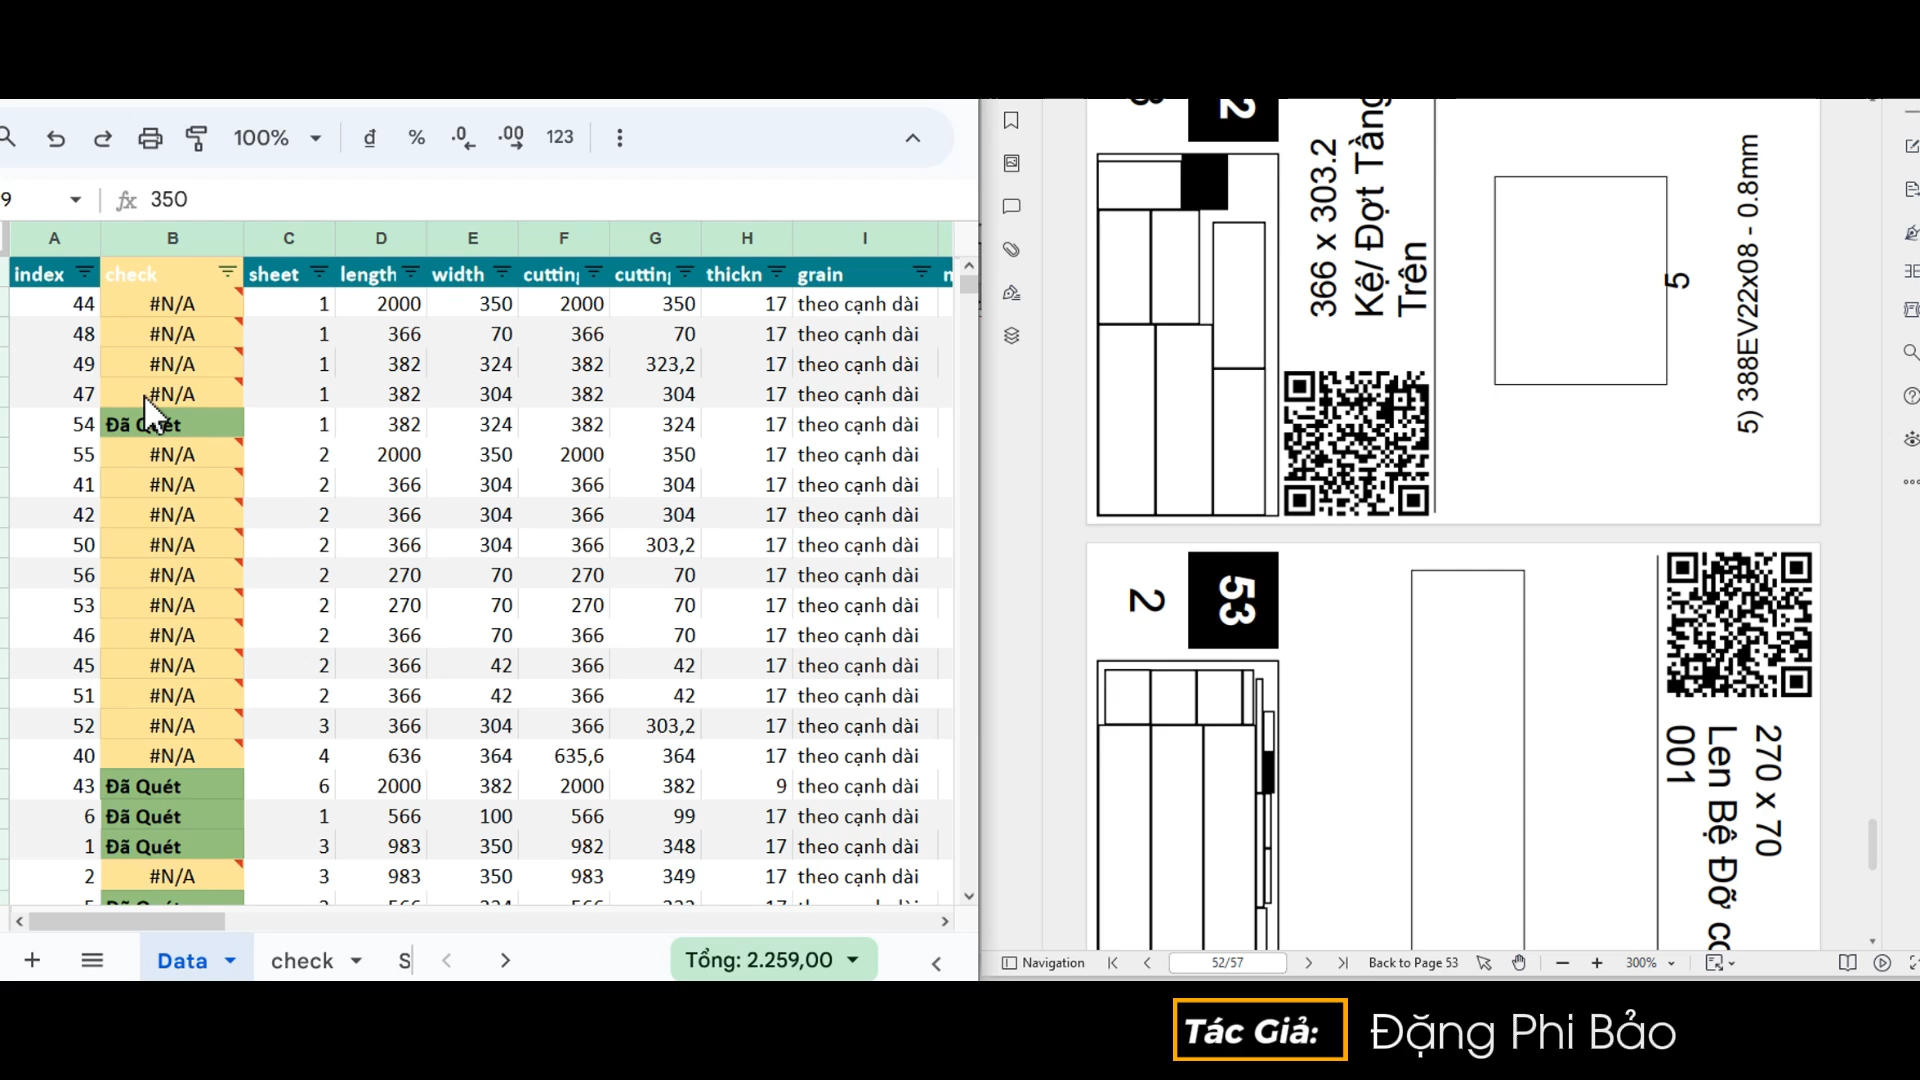 100%
đ
%
.0
.00
123
9
fx
350
A B C D E F G H I
index check sheet length width cutting cutting thickn grain
44 #N/A 1 2000 350 2000 350 17 theo cạnh dài
48 #N/A 1 366 70 366 70 17 theo cạnh dài
49 #N/A 1 382 324 382 323,2 17 theo cạnh dài
47 #N/A 1 382 304 382 304 17 theo cạnh dài
54 Đã Quét 1 382 324 382 324 17 theo cạnh dài
55 #N/A 2 2000 350 2000 350 17 theo cạnh dài
41 #N/A 2 366 304 366 304 17 theo cạnh dài
42 #N/A 2 366 304 366 304 17 theo cạnh dài
50 #N/A 2 366 304 366 303,2 17 theo cạnh dài
56 #N/A 2 270 70 270 70 17 theo cạnh dài
53 #N/A 2 270 70 270 70 17 theo cạnh dài
46 #N/A 2 366 70 366 70 17 theo cạnh dài
45 #N/A 2 366 42 366 42 17 theo cạnh dài
51 #N/A 2 366 42 366 42 17 theo cạnh dài
52 #N/A 3 366 304 366 303,2 17 theo cạnh dài
40 #N/A 4 636 364 635,6 364 17 theo cạnh dài
43 Đã Quét 6 2000 382 2000 382 9 theo cạnh dài
6 Đã Quét 1 566 100 566 99 17 theo cạnh dài
1 Đã Quét 3 983 350 982 348 17 theo cạnh dài
2 #N/A 3 983 350 983 349 17 theo cạnh dài
Data
check
S
Tổng: 2.259,00
2
366 x 303.2
Kệ/ Đợt Tầng
Trên
5
5) 388EV22x08 - 0.8mm
53
2
270 x 70
Len Bệ Đỡ
001
Navigation
52/57
Back to Page 53
300%
Tác Giả:
Đặng Phi Bảo